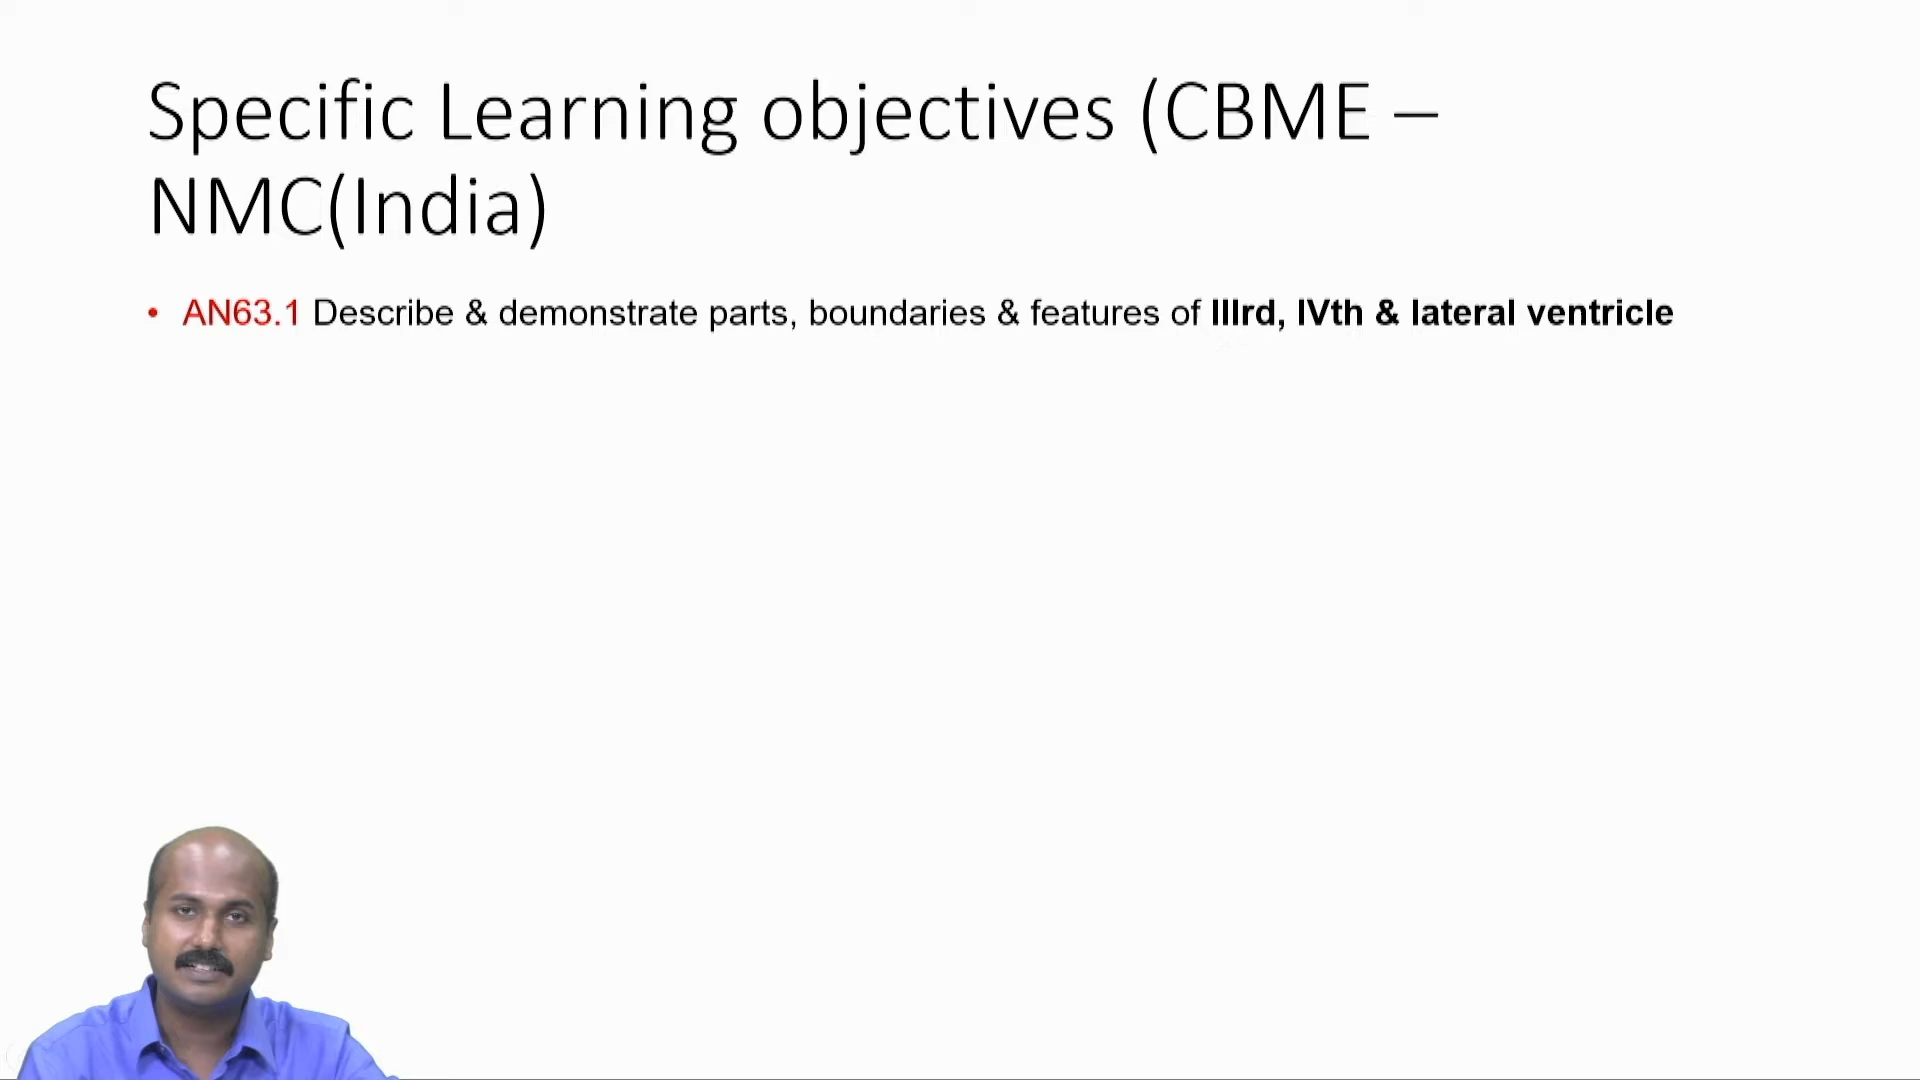 Specific Learning objectives (CBME –
NMC(India)
• AN63.1 Describe & demonstrate parts, boundaries & features of IIIrd, IVth & lateral ventricle